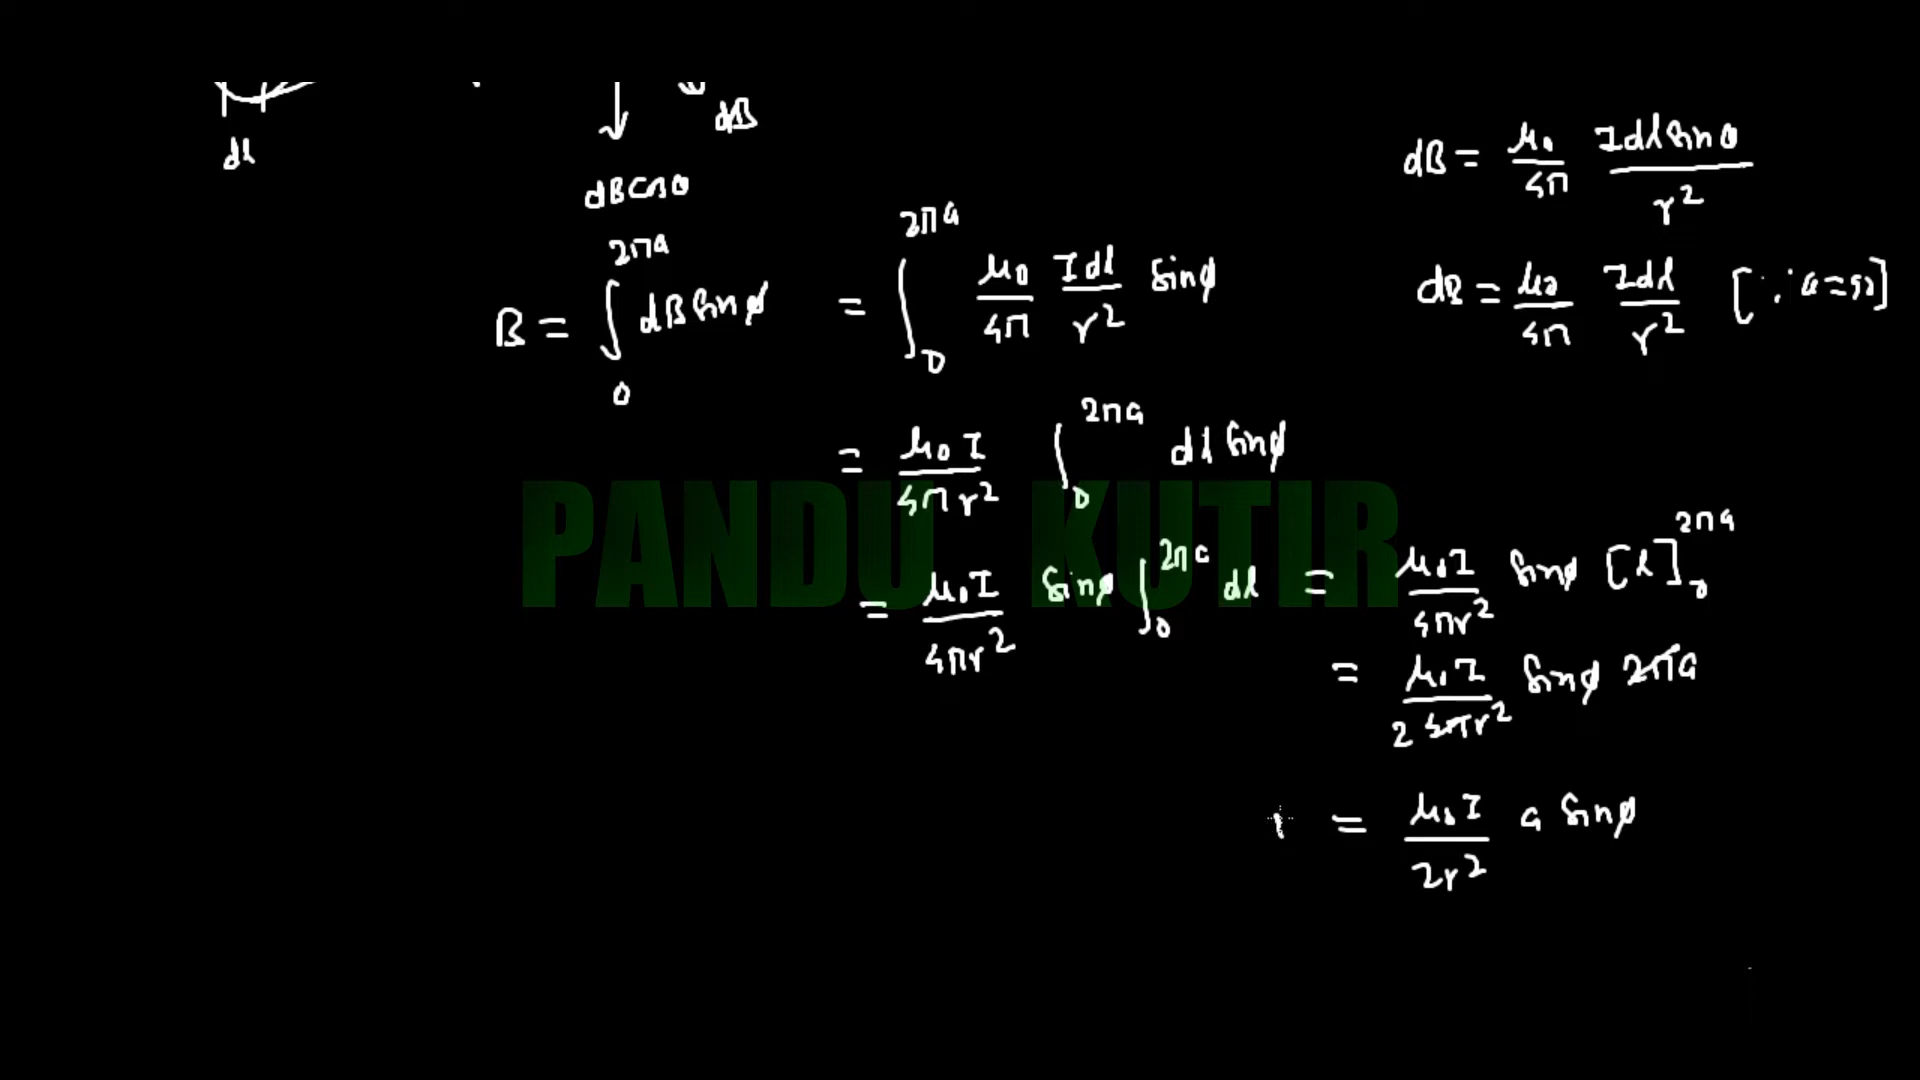 dl
dB
dB cosθ
dB = μ₀/4π Idl sinθ/r²
dB = μ₀/4π Idl/r² [∵ θ=90]
B = ∫₀^2πa dB sinφ = ∫₀^2πa μ₀/4π Idl/r² sinφ
= μ₀I/4πr² ∫₀^2πa dl sinφ
PANDU KUTIR
= μ₀I/4πr² sinφ ∫₀^2πa dl = μ₀I/4πr² sinφ [l]₀^2πa
= μ₀I/4πr² sinφ 2πa
2
= μ₀I/2r² a sinφ